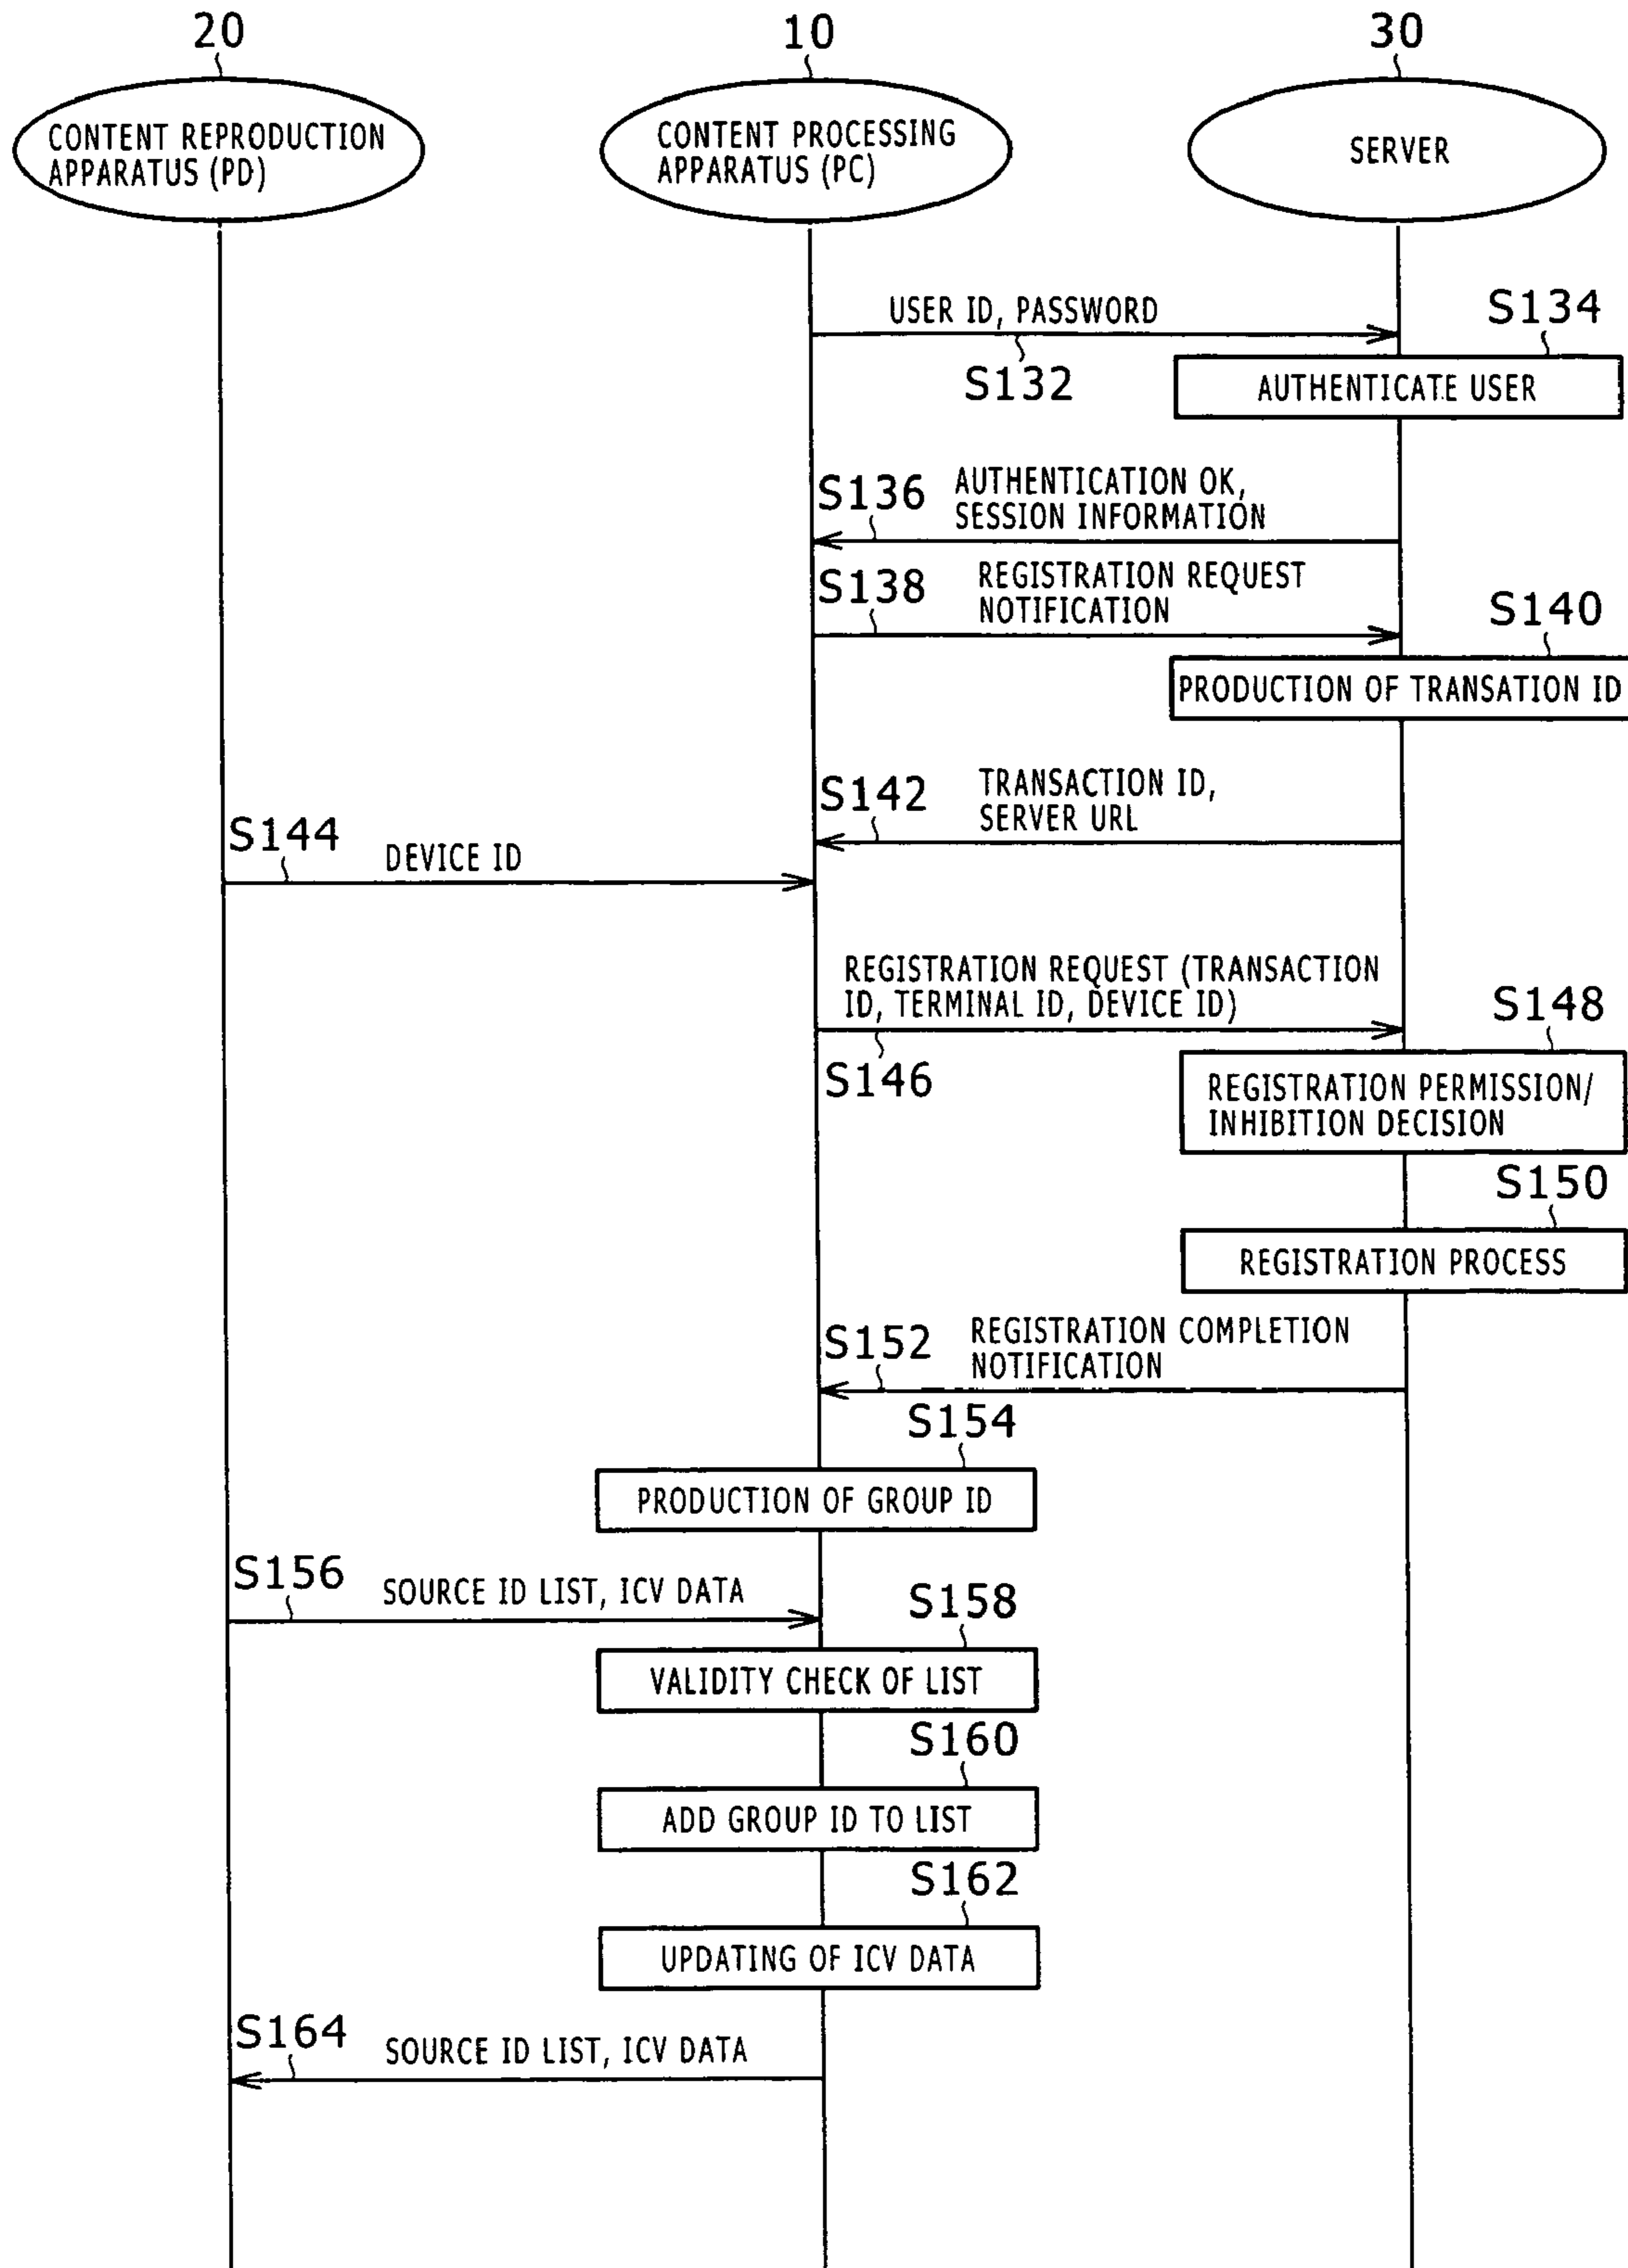 20
10
30
CONTENT REPRODUCTION
APPARATUS (PD)
CONTENT PROCESSING
APPARATUS (PC)
SERVER
USER ID, PASSWORD
S132
S134
AUTHENTICATE USER
S136
AUTHENTICATION OK,
SESSION INFORMATION
S138
REGISTRATION REQUEST
NOTIFICATION
S140
PRODUCTION OF TRANSATION ID
S142
TRANSACTION ID,
SERVER URL
S144
DEVICE ID
REGISTRATION REQUEST (TRANSACTION
ID, TERMINAL ID, DEVICE ID)
S146
S148
REGISTRATION PERMISSION/
INHIBITION DECISION
S150
REGISTRATION PROCESS
S152
REGISTRATION COMPLETION
NOTIFICATION
S154
PRODUCTION OF GROUP ID
S156
SOURCE ID LIST, ICV DATA
S158
VALIDITY CHECK OF LIST
S160
ADD GROUP ID TO LIST
S162
UPDATING OF ICV DATA
S164
SOURCE ID LIST, ICV DATA